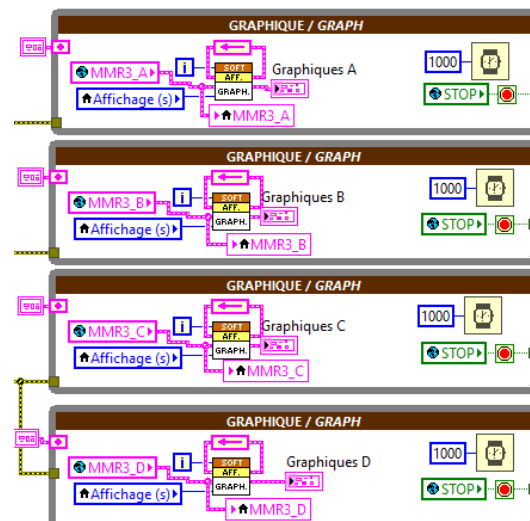 GRAPHIQUE / GRAPH
MMR3_A
i
SOFT
AFF.
GRAPH.
Graphiques A
1000
Affichage (s)
MMR3_A
STOP
GRAPHIQUE / GRAPH
MMR3_B
i
SOFT
AFF.
GRAPH.
Graphiques B
1000
Affichage (s)
MMR3_B
STOP
GRAPHIQUE / GRAPH
MMR3_C
i
SOFT
AFF.
GRAPH.
Graphiques C
1000
Affichage (s)
MMR3_C
STOP
GRAPHIQUE / GRAPH
MMR3_D
i
SOFT
AFF.
GRAPH.
Graphiques D
1000
Affichage (s)
MMR3_D
STOP